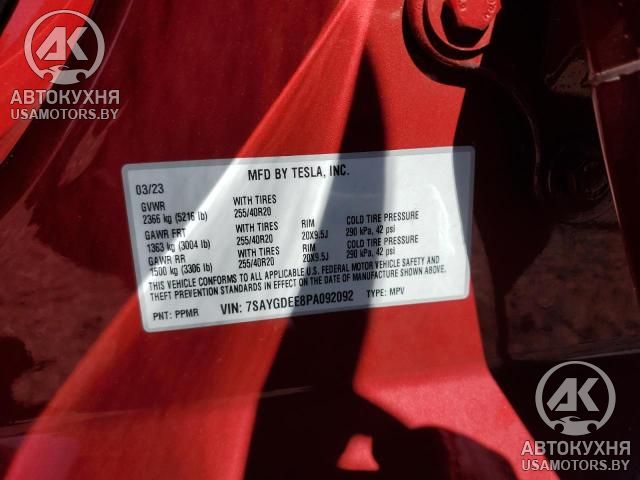 АК
АВТОКУХНЯ
USAMOTORS.BY
MFD BY TESLA, INC.
03/23
GVWR WITH TIRES
2366 kg (5216 lb) 255/40R20
GAWR FRT WITH TIRES RIM COLD TIRE PRESSURE
1363 kg (3004 lb) 255/40R20 20X9.5J 290 kPa, 42 psi
GAWR RR WITH TIRES RIM COLD TIRE PRESSURE
1500 kg (3306 lb) 255/40R20 20X9.5J 290 kPa, 42 psi
THIS VEHICLE CONFORMS TO ALL APPLICABLE U.S. FEDERAL MOTOR VEHICLE SAFETY AND
THEFT PREVENTION STANDARDS IN EFFECT ON THE DATE OF MANUFACTURE SHOWN ABOVE.
PNT: PPMR VIN: 7SAYGDEE8PA092092 TYPE: MPV
АК
АВТОКУХНЯ
USAMOTORS.BY